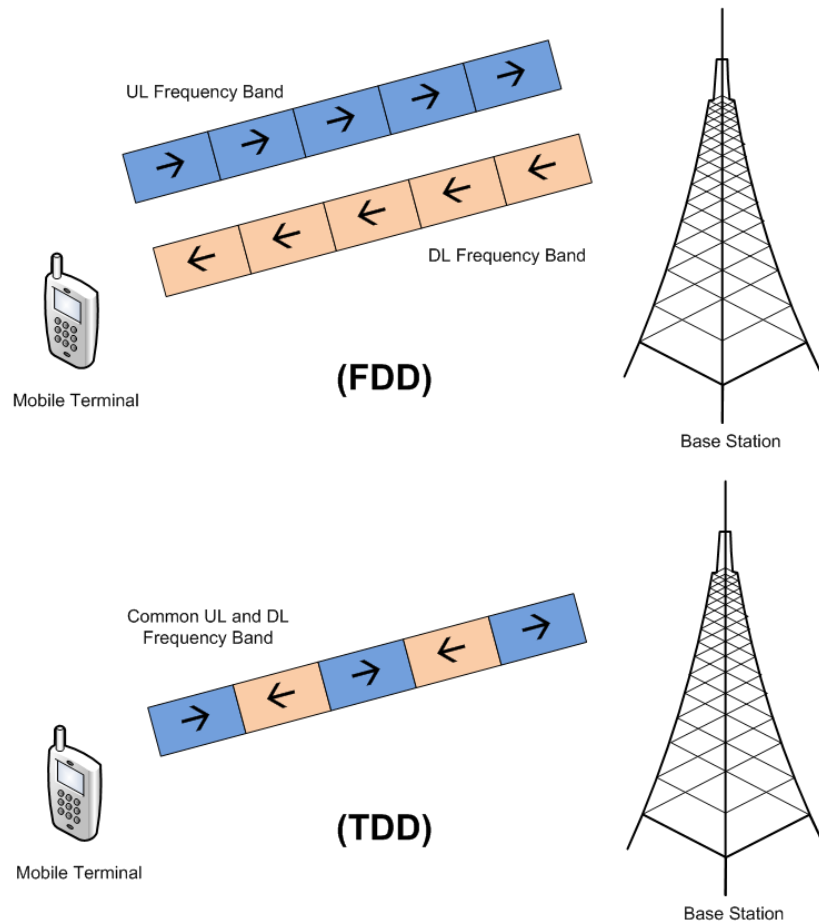 UL Frequency Band
DL Frequency Band
Mobile Terminal
(FDD)
Base Station
Common UL and DL
Frequency Band
Mobile Terminal
(TDD)
Base Station